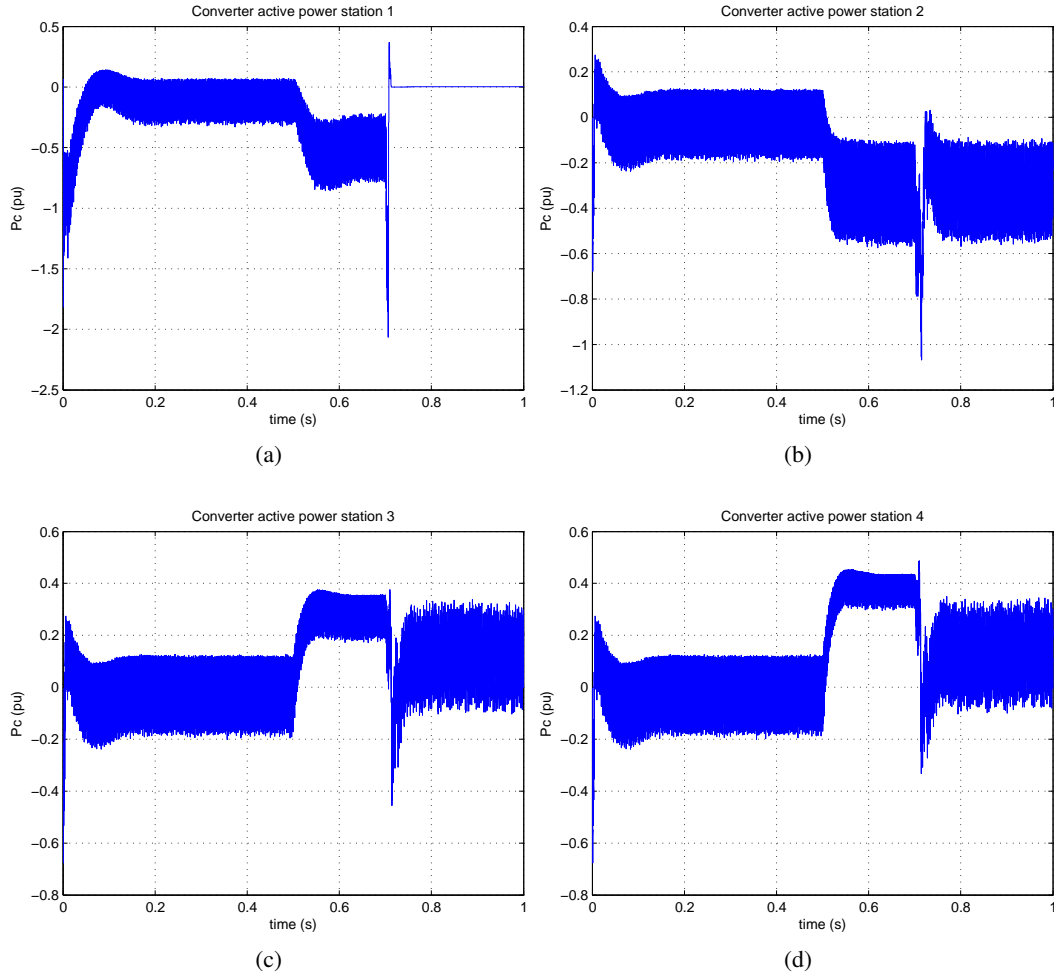 Converter active power station 1
0.5
0
−0.5
−1
−1.5
−2
−2.5
Pc (pu)
0 0.2 0.4 0.6 0.8 1
time (s)
(a)
Converter active power station 2
0.4
0.2
0
−0.2
−0.4
−0.6
−0.8
−1
−1.2
Pc (pu)
0 0.2 0.4 0.6 0.8 1
time (s)
(b)
Converter active power station 3
0.6
0.4
0.2
0
−0.2
−0.4
−0.6
−0.8
Pc (pu)
0 0.2 0.4 0.6 0.8 1
time (s)
(c)
Converter active power station 4
0.6
0.4
0.2
0
−0.2
−0.4
−0.6
−0.8
Pc (pu)
0 0.2 0.4 0.6 0.8 1
time (s)
(d)